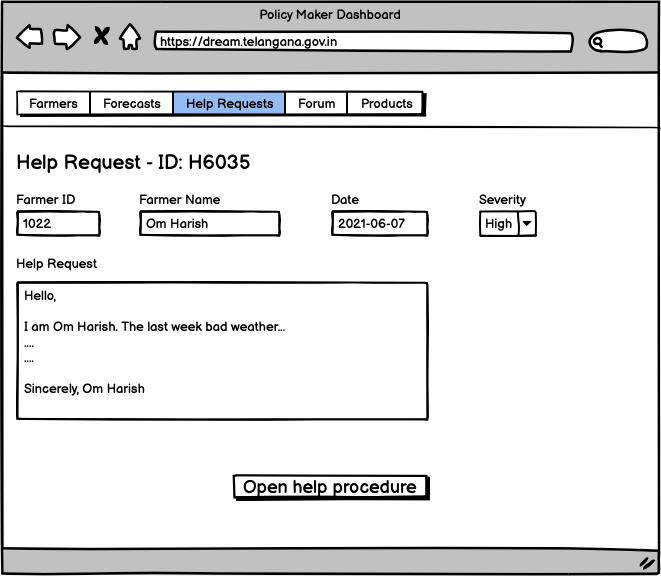 Policy Maker Dashboard
https://dream.telangana.gov.in
Farmers Forecasts Help Requests Forum Products
Help Request - ID: H6035
Farmer ID Farmer Name Date Severity
1022 Om Harish 2021-06-07 High
Help Request
Hello,
I am Om Harish. The last week bad weather...
....
....
Sincerely, Om Harish
Open help procedure